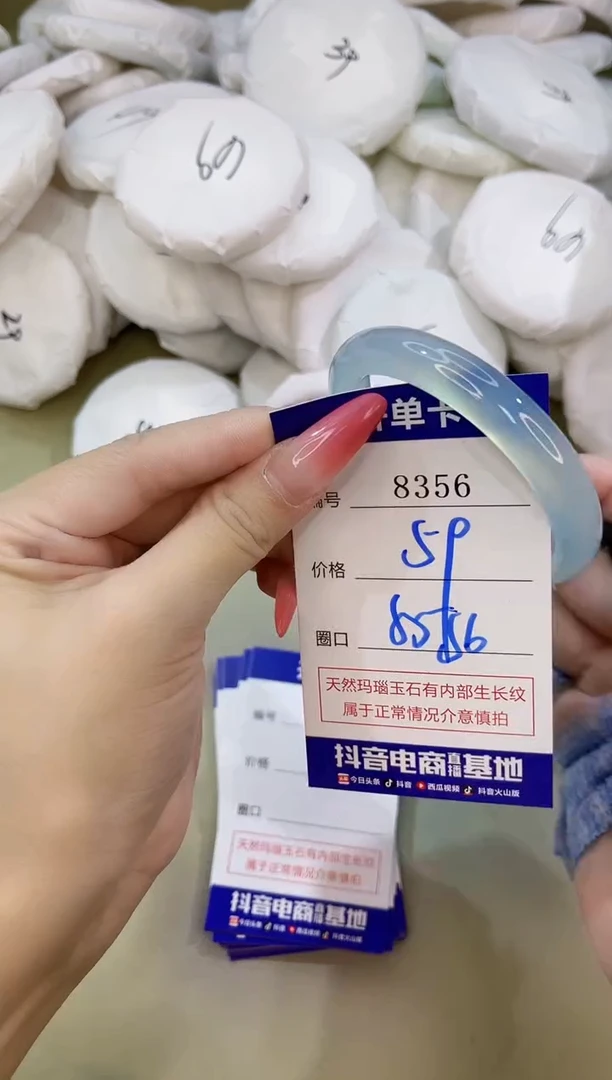 39
69
69
29
单卡
编号 8356
价格 59
圈口
天然玛瑙玉石有内部生长纹
属于正常情况介意慎拍
抖音电商直播基地
今日头条 抖音 西瓜视频 抖音火山版
编号
价格
圈口
天然玛瑙玉石有内部生长纹
属于正常情况介意慎拍
抖音电商直播基地
今日头条 抖音 西瓜视频 抖音火山版